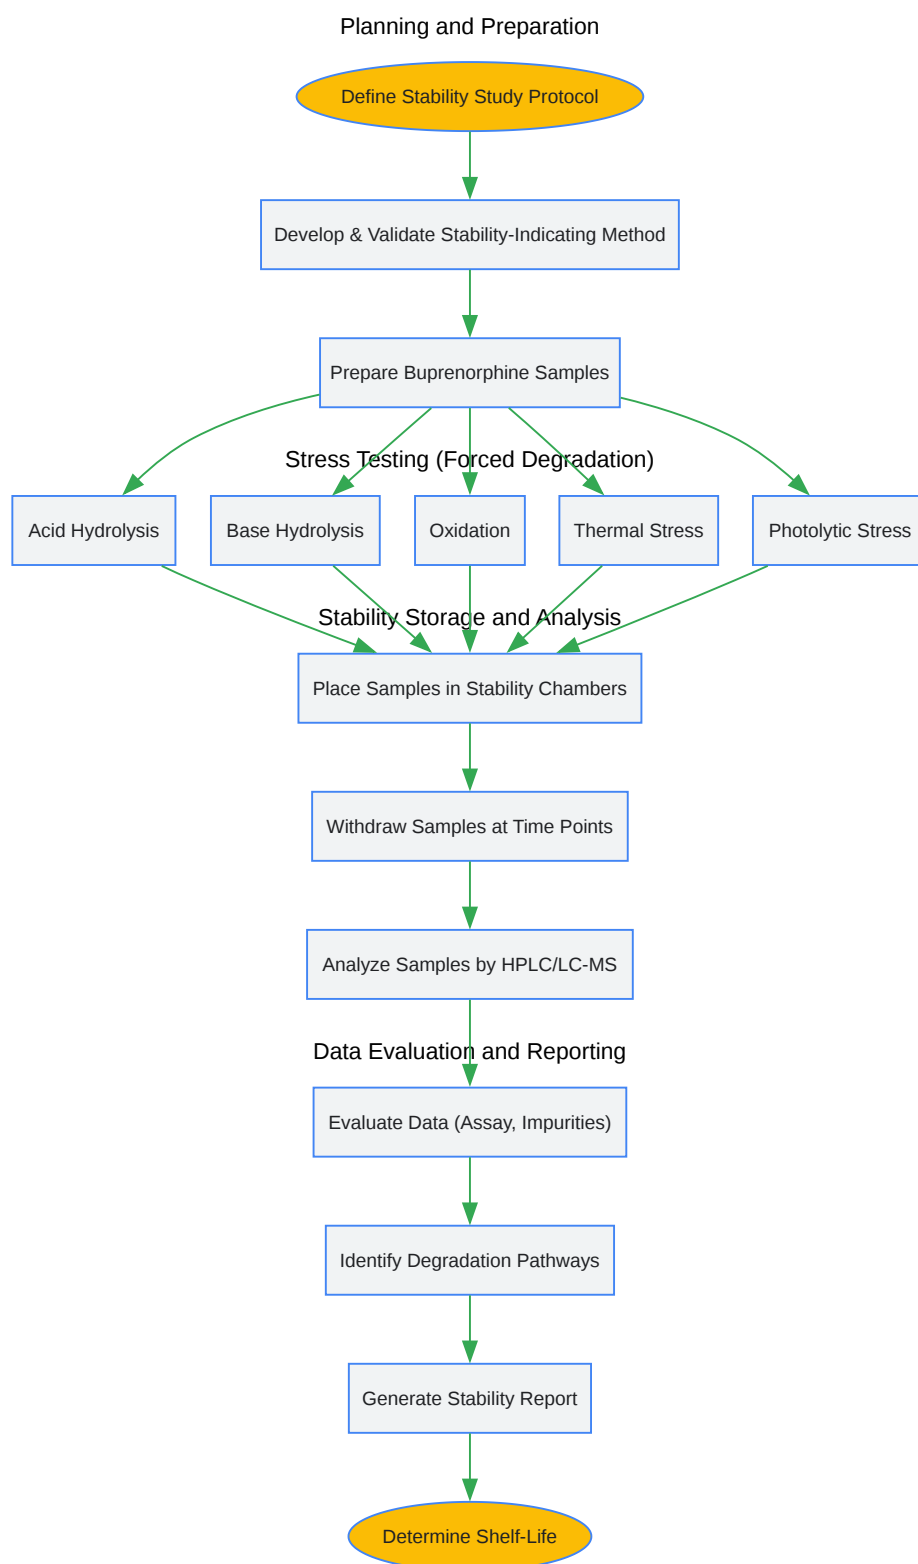 Planning and Preparation
Define Stability Study Protocol
Develop & Validate Stability-Indicating Method
Prepare Buprenorphine Samples
Stress Testing (Forced Degradation)
Acid Hydrolysis
Base Hydrolysis
Oxidation
Thermal Stress
Photolytic Stress
Stability Storage and Analysis
Place Samples in Stability Chambers
Withdraw Samples at Time Points
Analyze Samples by HPLC/LC-MS
Data Evaluation and Reporting
Evaluate Data (Assay, Impurities)
Identify Degradation Pathways
Generate Stability Report
Determine Shelf-Life